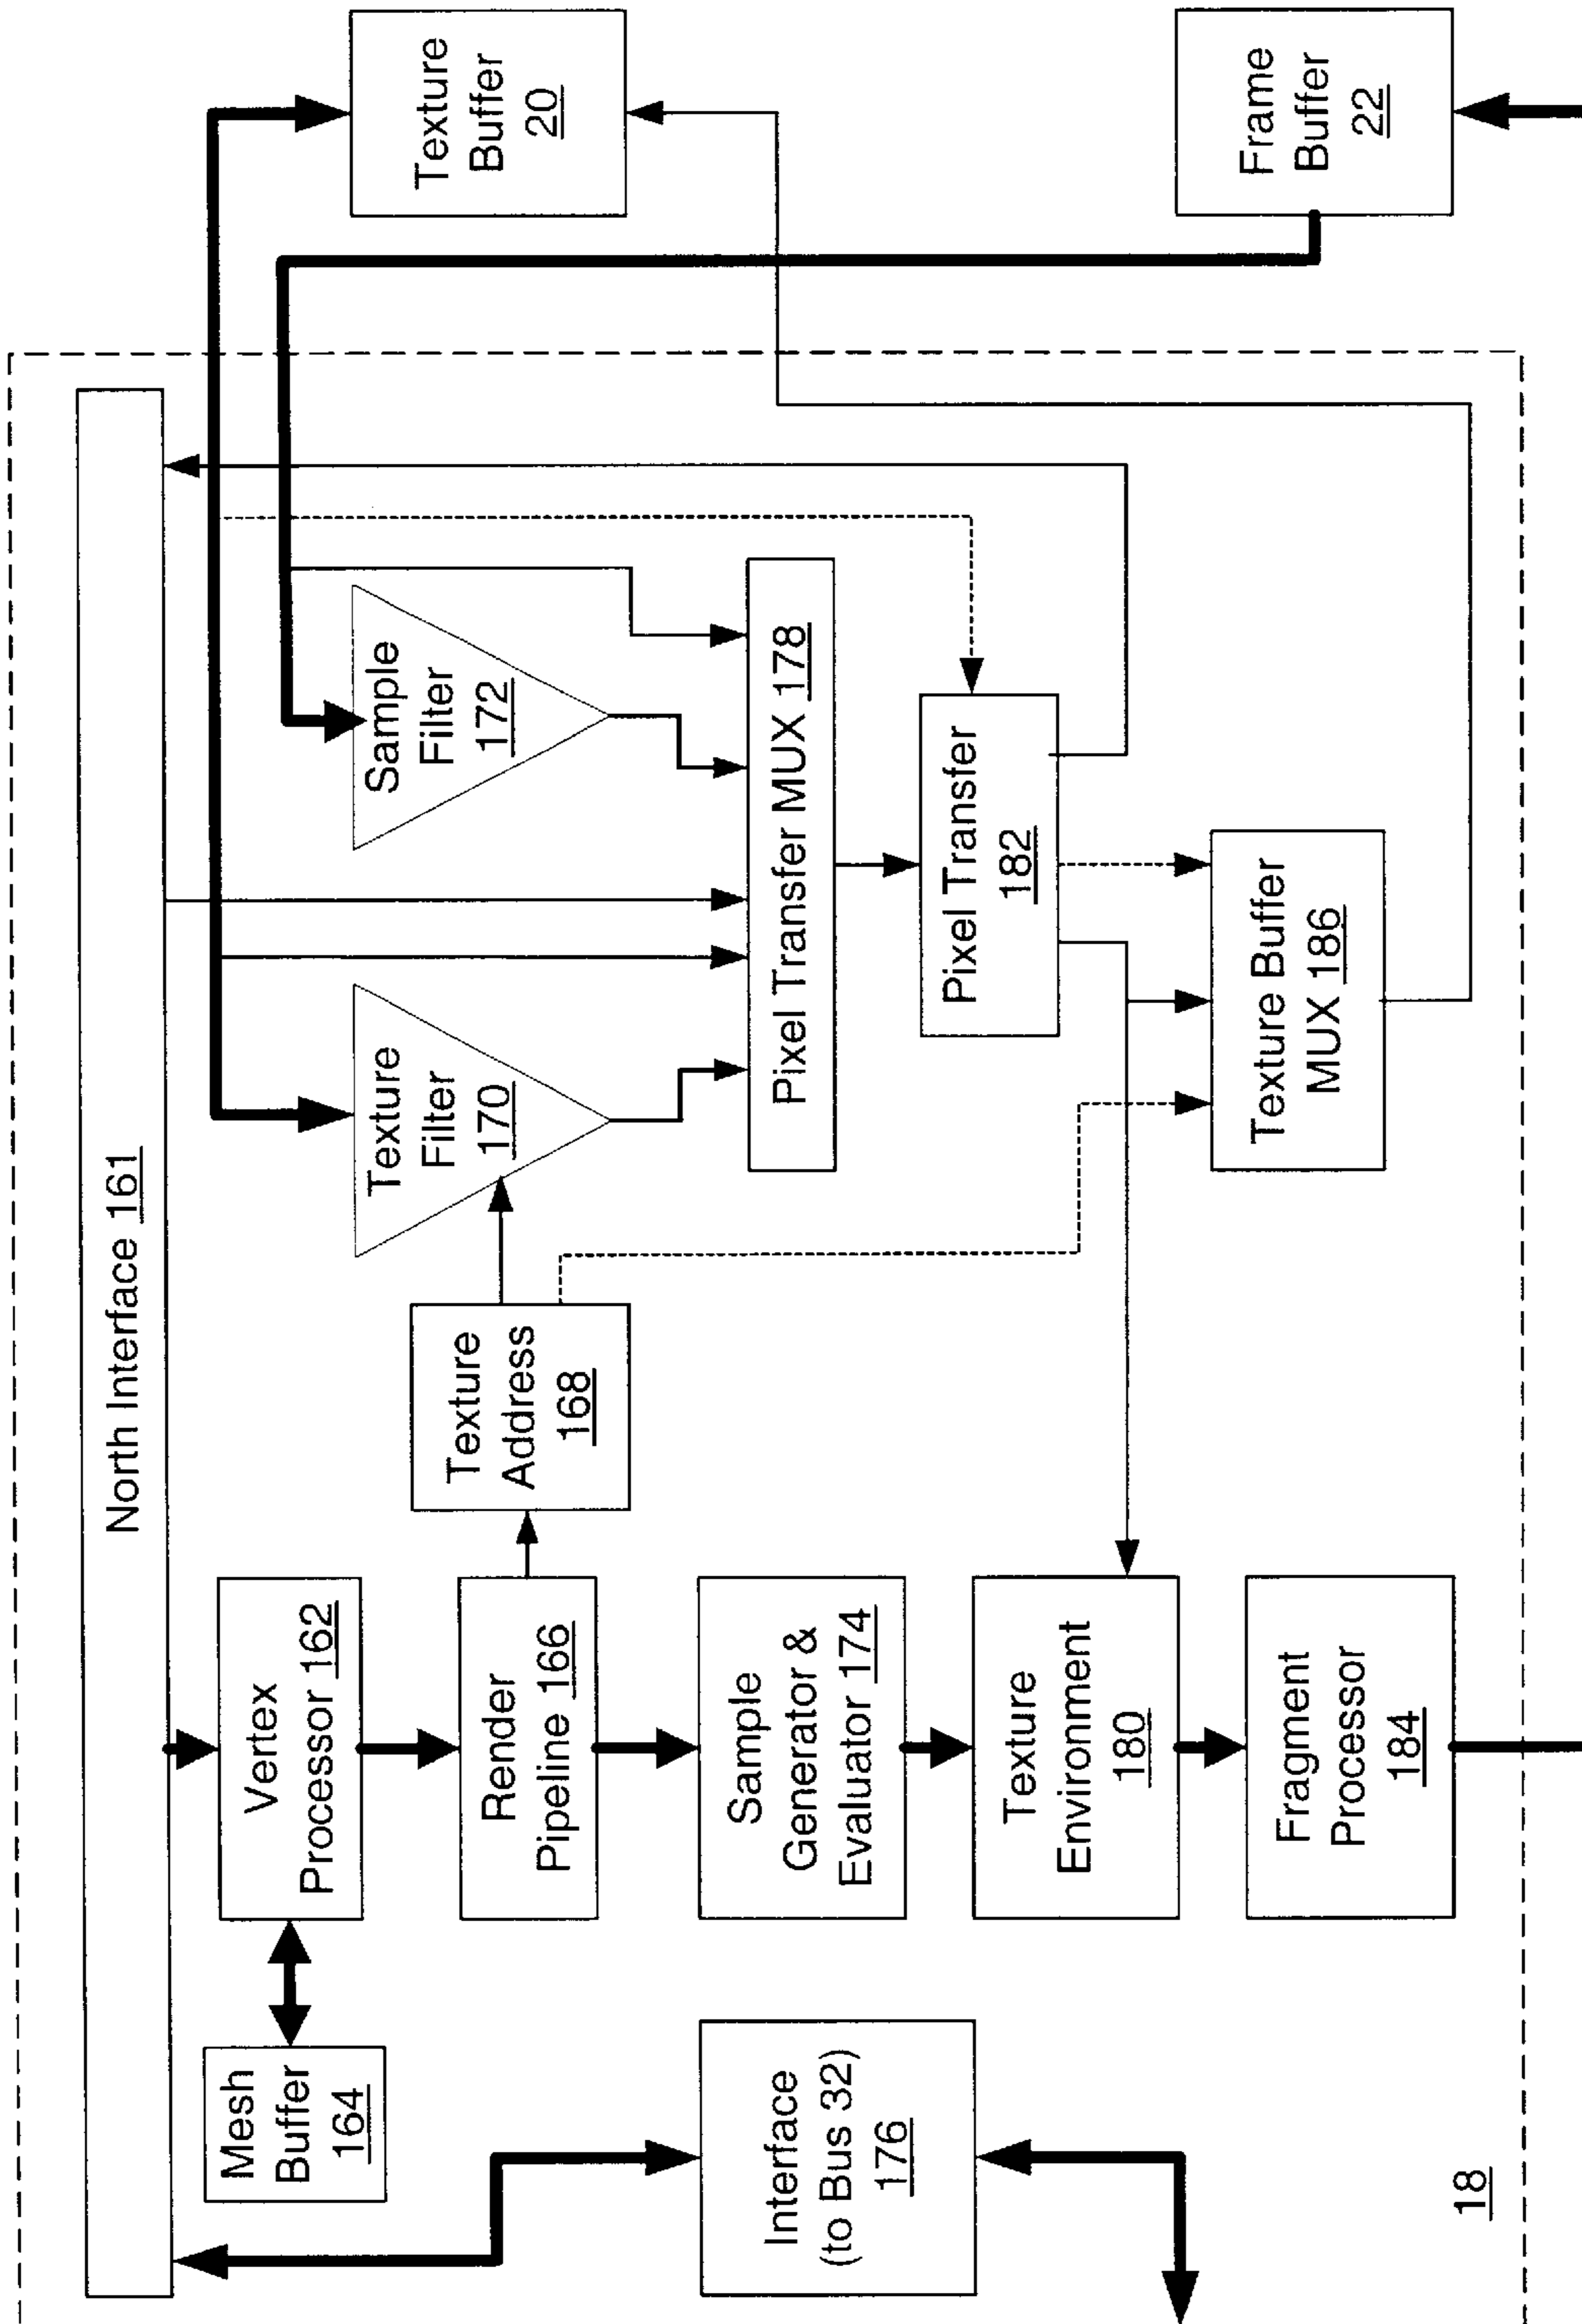 North Interface 161
Mesh
Buffer
164
Vertex
Processor 162
Interface
(to Bus 32)
176
Render
Pipeline 166
Texture
Address
168
Texture
Filter
170
Sample
Filter
172
Texture
Buffer
20
Sample
Generator &
Evaluator 174
Pixel Transfer MUX 178
Texture
Environment
180
Pixel Transfer
182
Fragment
Processor
184
Texture Buffer
MUX 186
Frame
Buffer
22
18